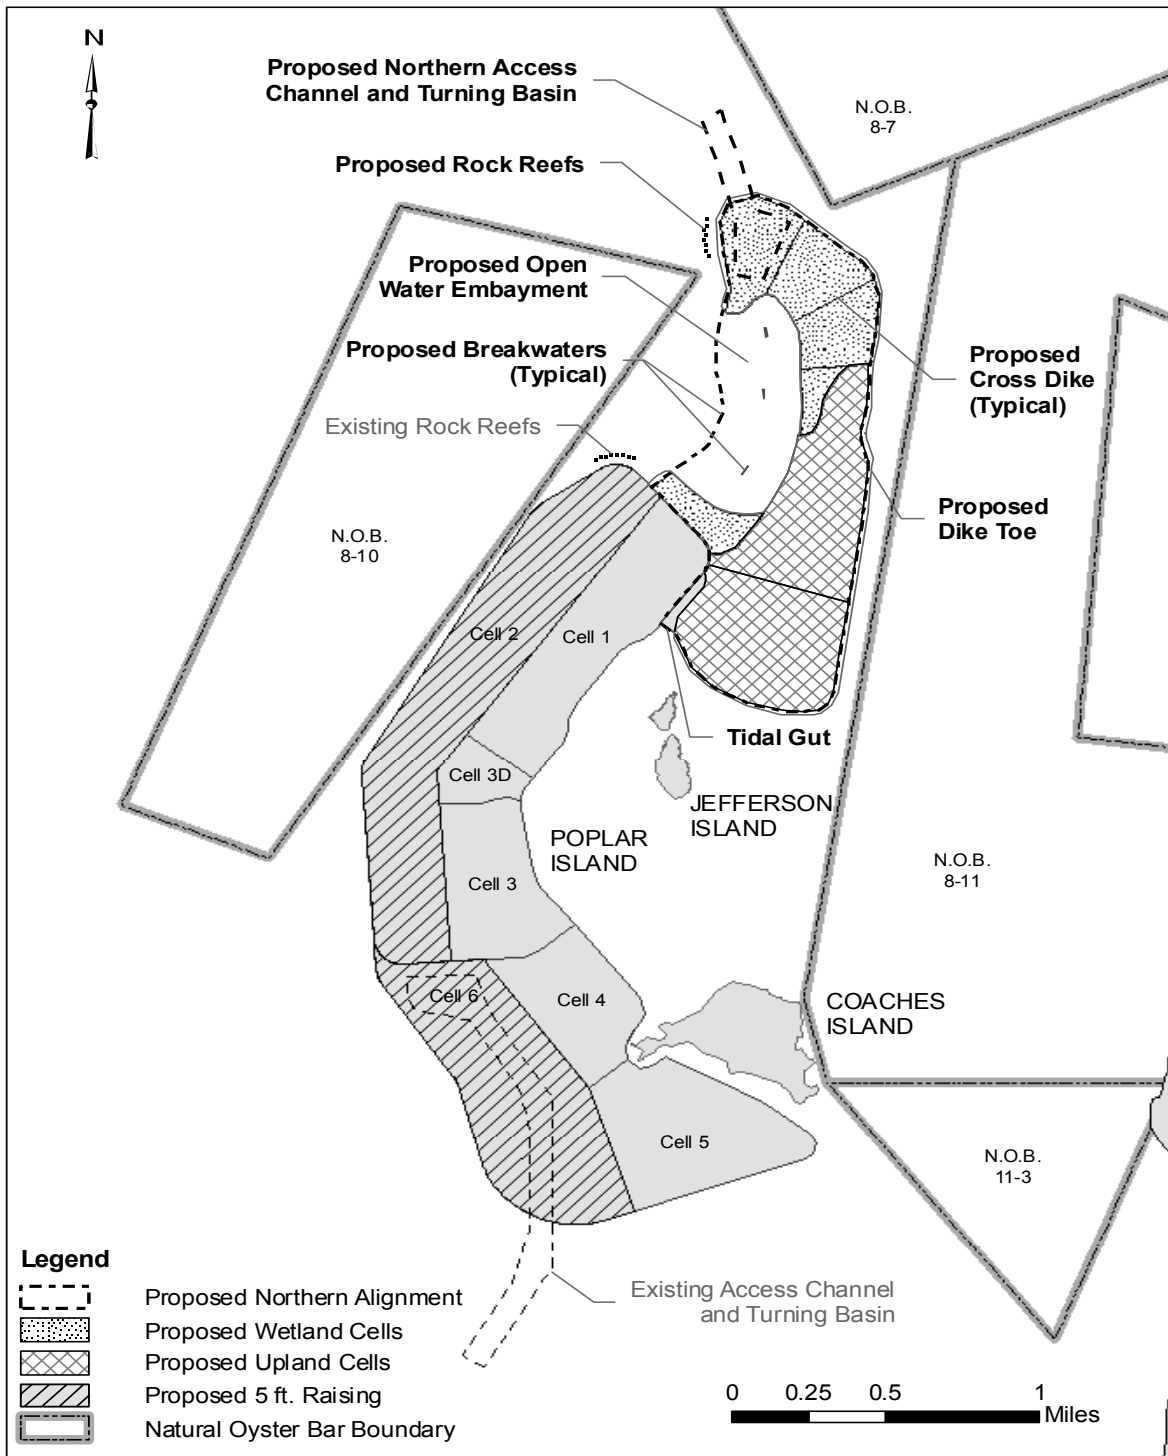 N
Proposed Northern Access
Channel and Turning Basin
N.O.B.
8-7
Proposed Rock Reefs
Proposed Open
Water Embayment
Proposed Breakwaters
(Typical)
Proposed
Cross Dike
(Typical)
Existing Rock Reefs
Proposed
Dike Toe
N.O.B.
8-10
Cell 2
Cell 1
Tidal Gut
Cell 3D
JEFFERSON
ISLAND
POPLAR
ISLAND
N.O.B.
8-11
Cell 3
Cell 6
Cell 4
COACHES
ISLAND
Cell 5
N.O.B.
11-3
Existing Access Channel
and Turning Basin
Legend
Proposed Northern Alignment
Proposed Wetland Cells
Proposed Upland Cells
Proposed 5 ft. Raising
Natural Oyster Bar Boundary
0 0.25 0.5 1
Miles